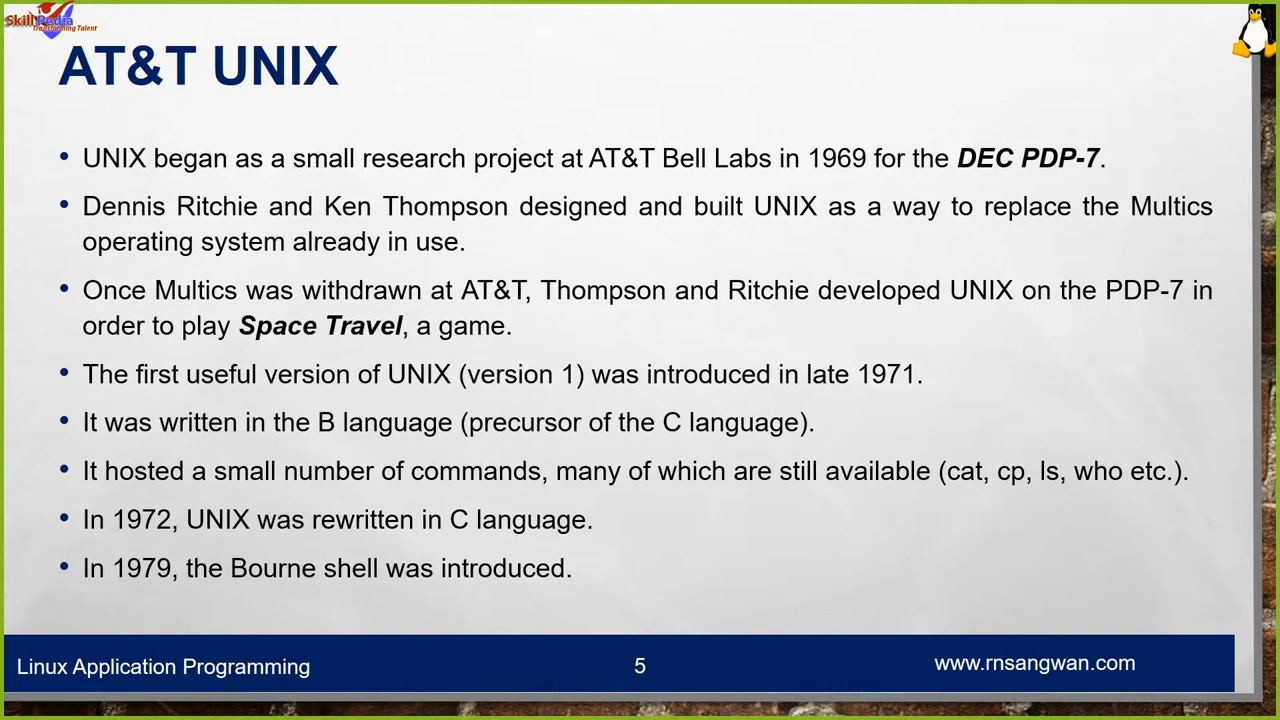 Skill Pedia
Transforming Talent
AT&T UNIX
• UNIX began as a small research project at AT&T Bell Labs in 1969 for the DEC PDP-7.
• Dennis Ritchie and Ken Thompson designed and built UNIX as a way to replace the Multics
operating system already in use.
• Once Multics was withdrawn at AT&T, Thompson and Ritchie developed UNIX on the PDP-7 in
order to play Space Travel, a game.
• The first useful version of UNIX (version 1) was introduced in late 1971.
• It was written in the B language (precursor of the C language).
• It hosted a small number of commands, many of which are still available (cat, cp, ls, who etc.).
• In 1972, UNIX was rewritten in C language.
• In 1979, the Bourne shell was introduced.
Linux Application Programming
5
www.rnsangwan.com